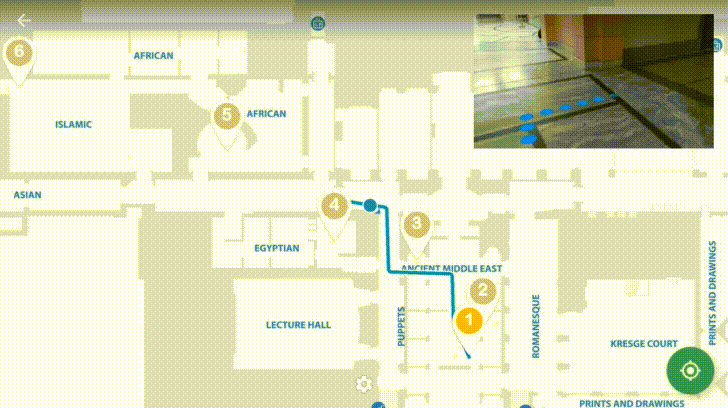 6
AFRICAN
5
AFRICAN
ISLAMIC
ASIAN
4
3
EGYPTIAN
ANCIENT MIDDLE EAST
2
1
PUPPETS
ROMANESQUE
PRINTS AND DRAWINGS
LECTURE HALL
KRESGE COURT
PRINTS AND DRAWINGS